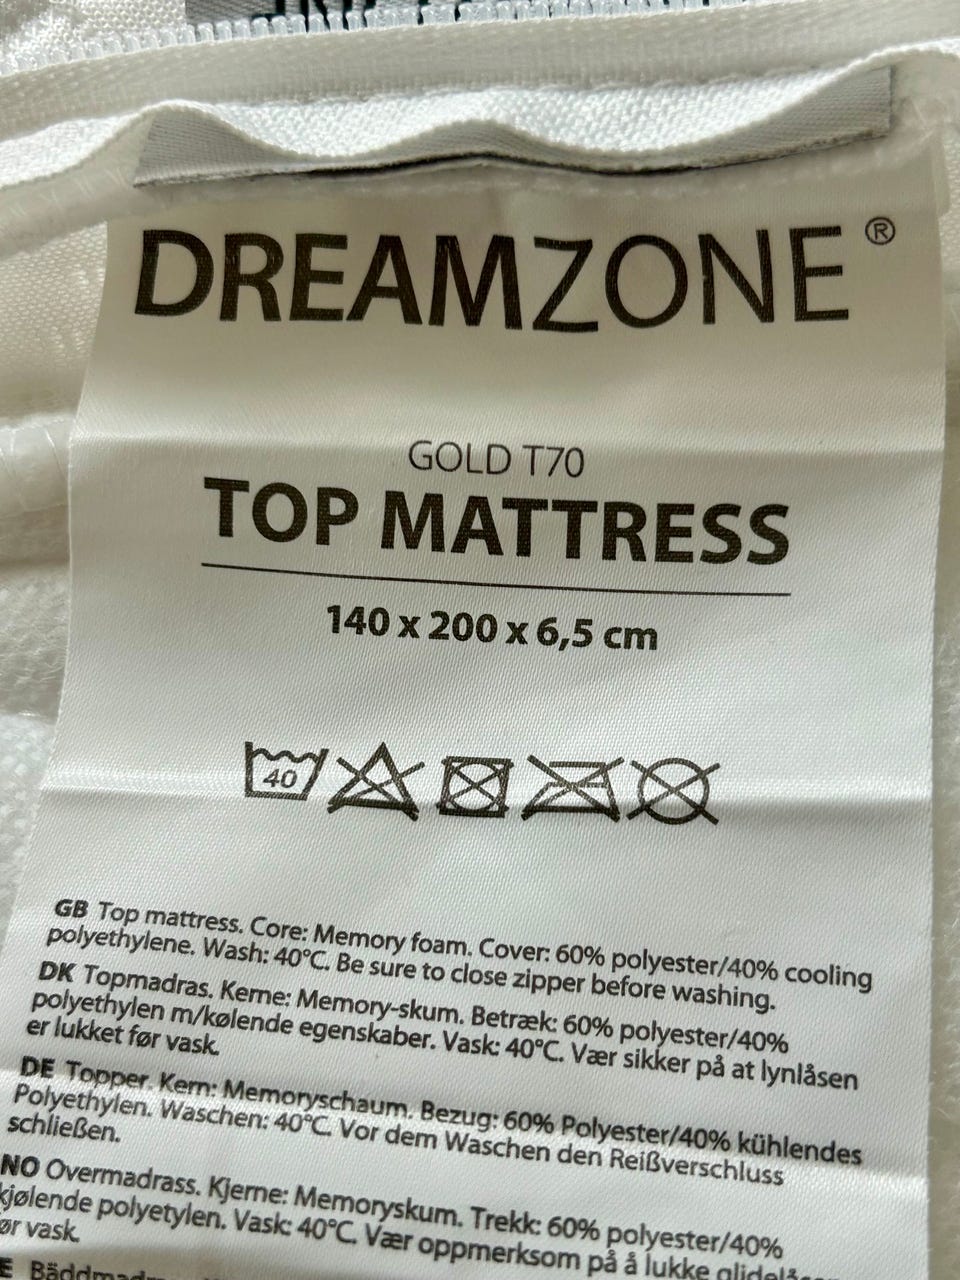 DREAMZONE®
GOLD T70
TOP MATTRESS
140 x 200 x 6,5 cm
40
GB Top mattress. Core: Memory foam. Cover: 60% polyester/40% cooling
polyethylene. Wash: 40°C. Be sure to close zipper before washing.
DK Topmadras. Kerne: Memory-skum. Betræk: 60% polyester/40%
polyethylen m/kølende egenskaber. Vask: 40°C. Vær sikker på at lynlåsen
er lukket før vask.
DE Topper. Kern: Memoryschaum. Bezug: 60% Polyester/40% kühlendes
Polyethylen. Waschen: 40°C. Vor dem Waschen den Reißverschluss
schließen.
NO Overmadrass. Kjerne: Memoryskum. Trekk: 60% polyester/40%
kjølende polyetylen. Vask: 40°C. Vær oppmerksom på å lukke
ør vask.